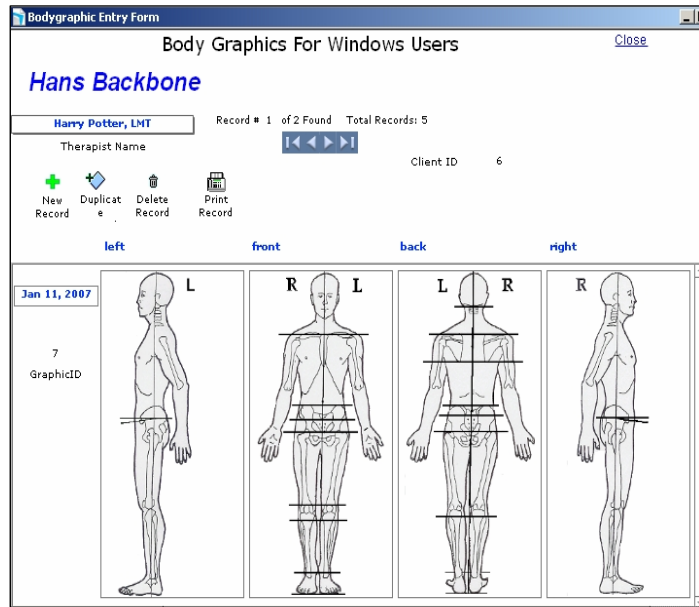 Bodygraphic Entry Form
Body Graphics For Windows Users
Close
Hans Backbone
Harry Potter, LMT
Record # 1 of 2 Found Total Records: 5
Therapist Name
Client ID 6
New Record
Duplicat e
Delete Record
Print Record
left front back right
Jan 11, 2007
L
R L
L R
R
7
GraphicID